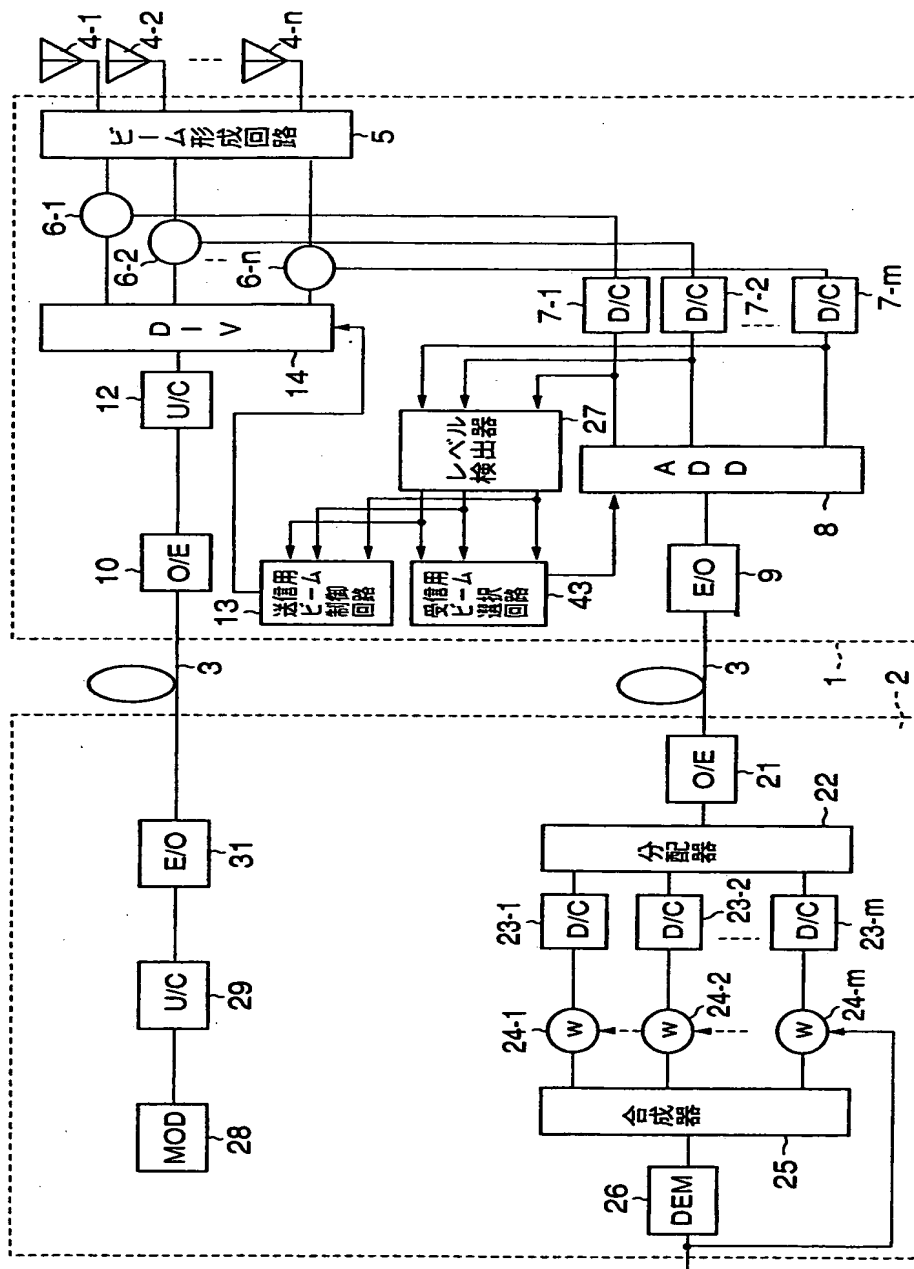 4-1
4-2
4-n
ビーム形成回路
5
6-1
6-2
6-n
DIV
14
12
U/C
10
O/E
7-1
D/C
7-2
D/C
7-m
D/C
レベル
検出器
27
送信用
ビーム
制御
回路
13
受信用
ビーム
選択
回路
43
ADD
8
E/O
9
3
3
1
2
E/O
31
U/C
29
MOD
28
O/E
21
22
分配器
23-1
D/C
23-2
D/C
23-m
D/C
24-1
W
24-2
W
24-m
W
合成器
25
26
DEM